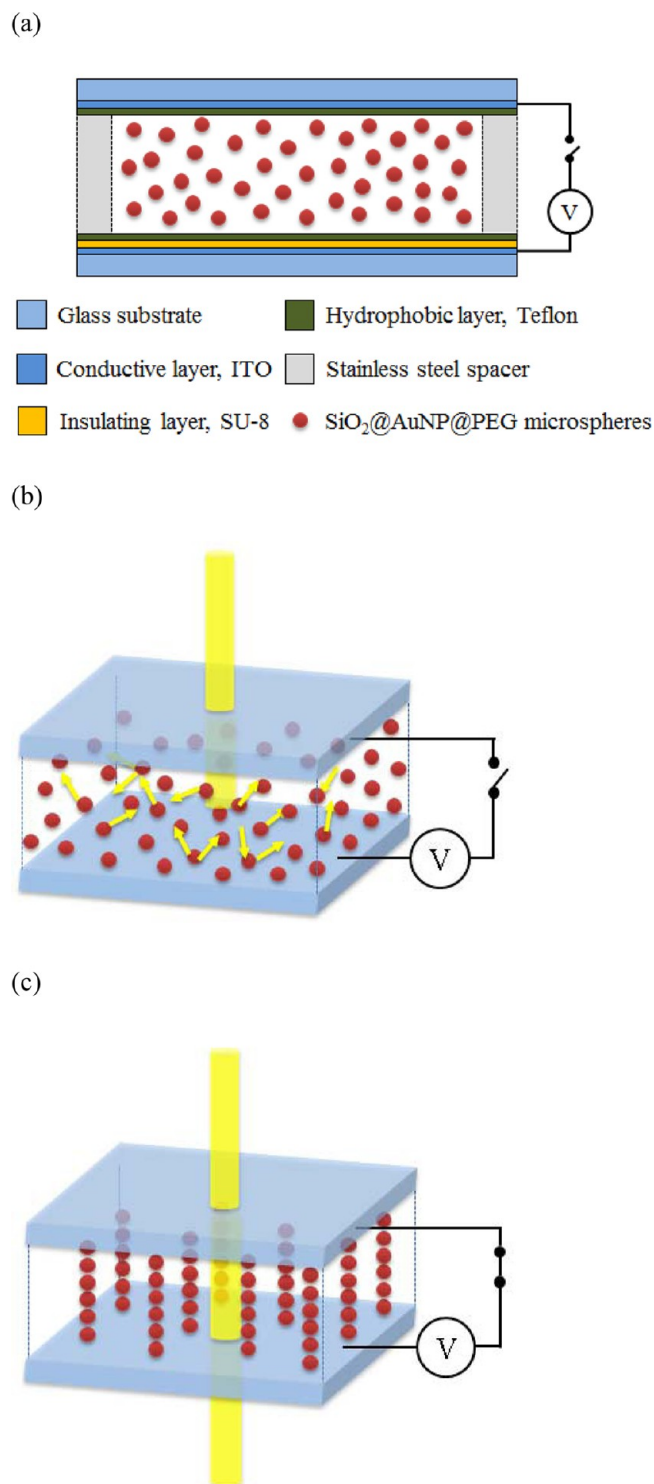 (a)
V
Glass substrate
Hydrophobic layer, Teflon
Conductive layer, ITO
Stainless steel spacer
Insulating layer, SU-8
SiO₂@AuNP@PEG microspheres
(b)
V
(c)
V